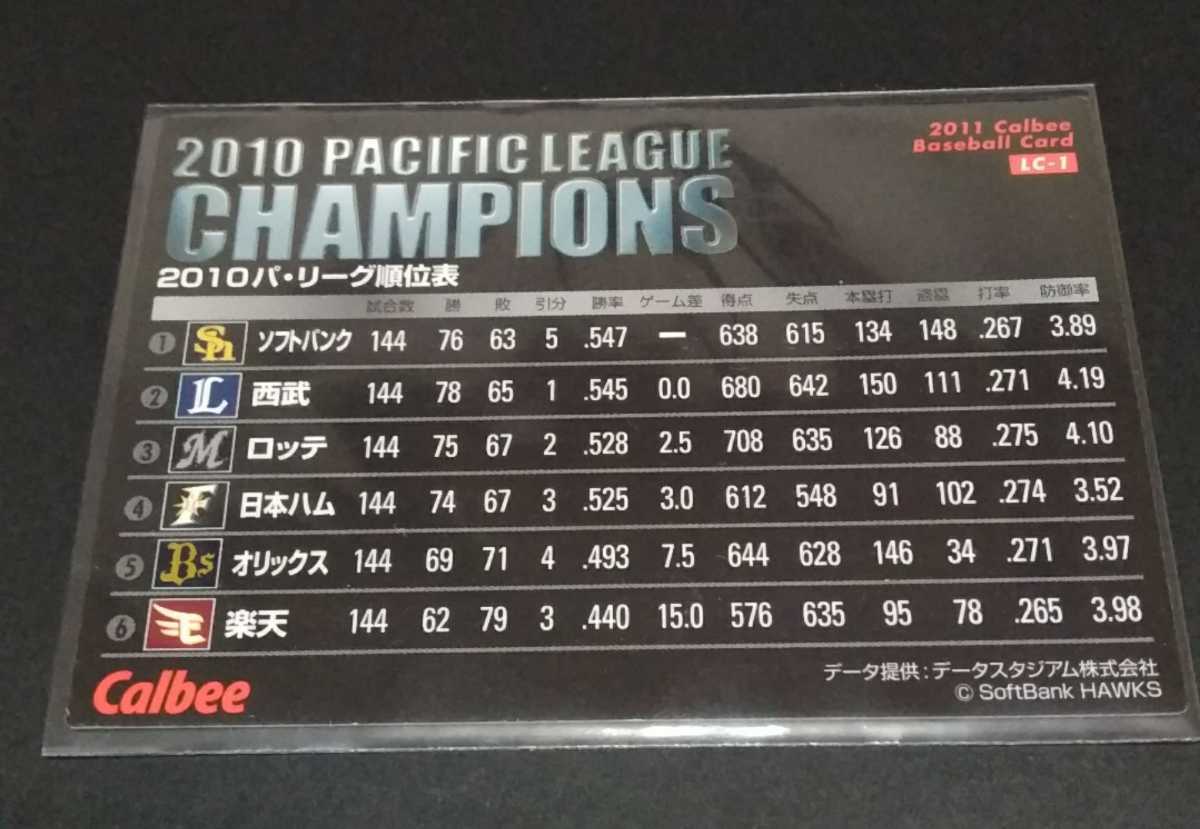 2011 Calbee
Baseball Card
LC-1
2010 PACIFIC LEAGUE
CHAMPIONS
2010パ・リーグ順位表
試合数 勝 敗 引分 勝率 ゲーム差 得点 失点 本塁打 盗塁 打率 防御率
1 Sh ソフトバンク 144 76 63 5 .547 ー 638 615 134 148 .267 3.89
2 L 西武 144 78 65 1 .545 0.0 680 642 150 111 .271 4.19
3 M ロッテ 144 75 67 2 .528 2.5 708 635 126 88 .275 4.10
4 F 日本ハム 144 74 67 3 .525 3.0 612 548 91 102 .274 3.52
5 Bs オリックス 144 69 71 4 .493 7.5 644 628 146 34 .271 3.97
6 E 楽天 144 62 79 3 .440 15.0 576 635 95 78 .265 3.98
Calbee
データ提供:データスタジアム株式会社
© SoftBank HAWKS